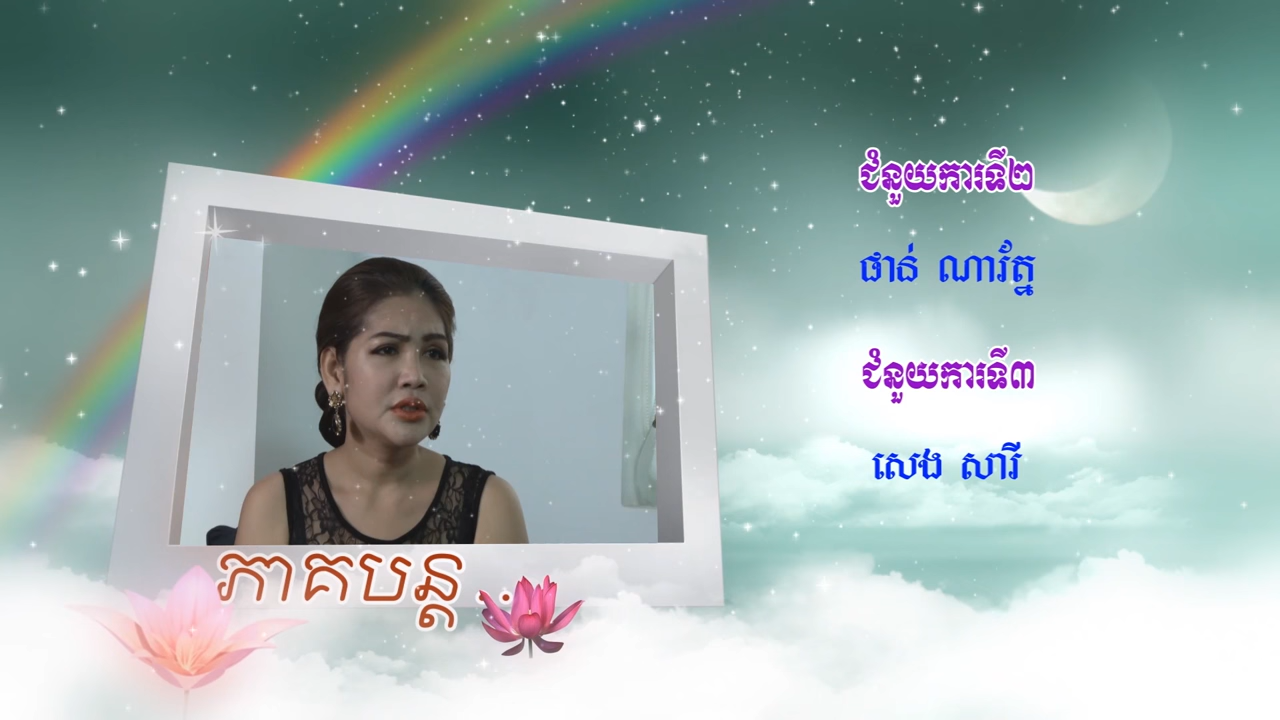 ជំនួយការទី២
ផាន់ ណារ័ត្ន
ជំនួយការទី៣
សេង សារី
ភាគបន្ត . .